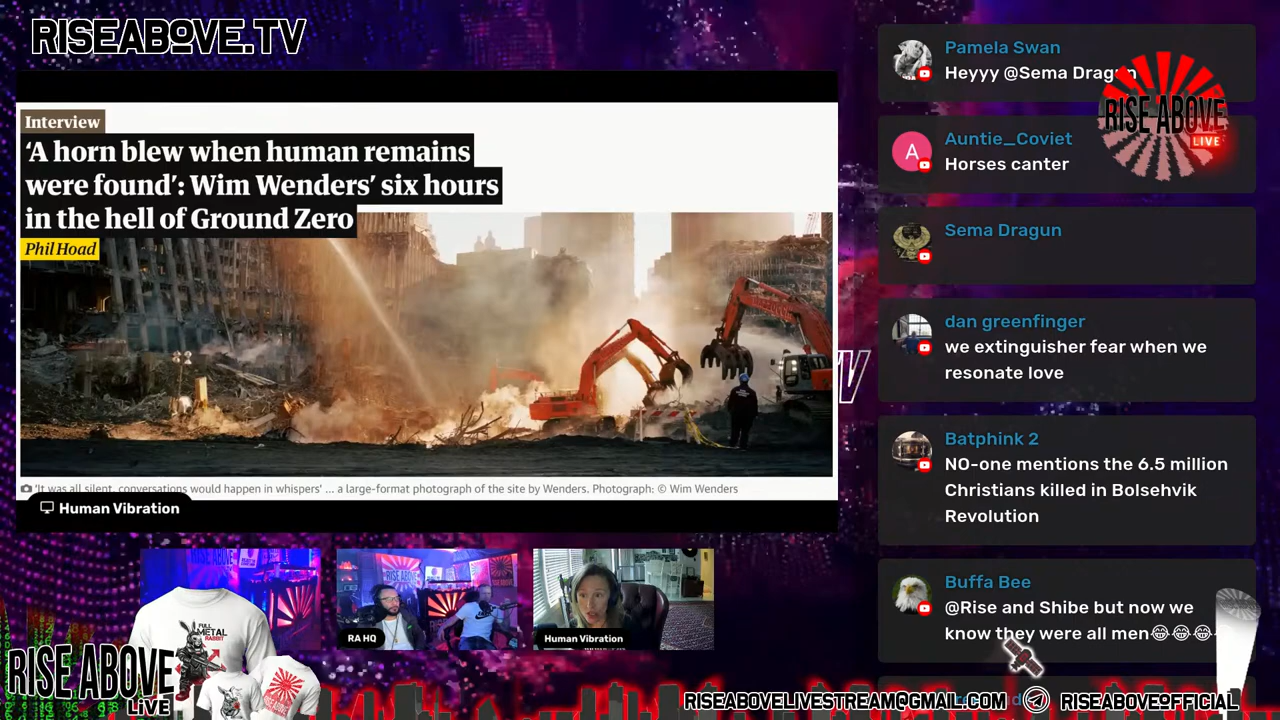 RISEABOVE.TV
Interview
‘A horn blew when human remains
were found’: Wim Wenders’ six hours
in the hell of Ground Zero
Phil Hoad
‘It was all silent, conversations would happen in whispers’ ... a large-format photograph of the site by Wenders. Photograph: © Wim Wenders
Human Vibration
RA HQ
Human Vibration
FULL
METAL
RABBIT
RISE ABOVE
LIVE
Pamela Swan
Heyyy @Sema Dragun
RISE ABOVE
LIVE
Auntie_Coviet
A
Horses canter
Sema Dragun
dan greenfinger
we extinguisher fear when we
resonate love
Batphink 2
NO-one mentions the 6.5 million
Christians killed in Bolsehvik
Revolution
Buffa Bee
@Rise and Shibe but now we
know they were all men😂😂😂
RISEABOVELIVESTREAM@GMAIL.COM
RISEABOVEOFFICIAL